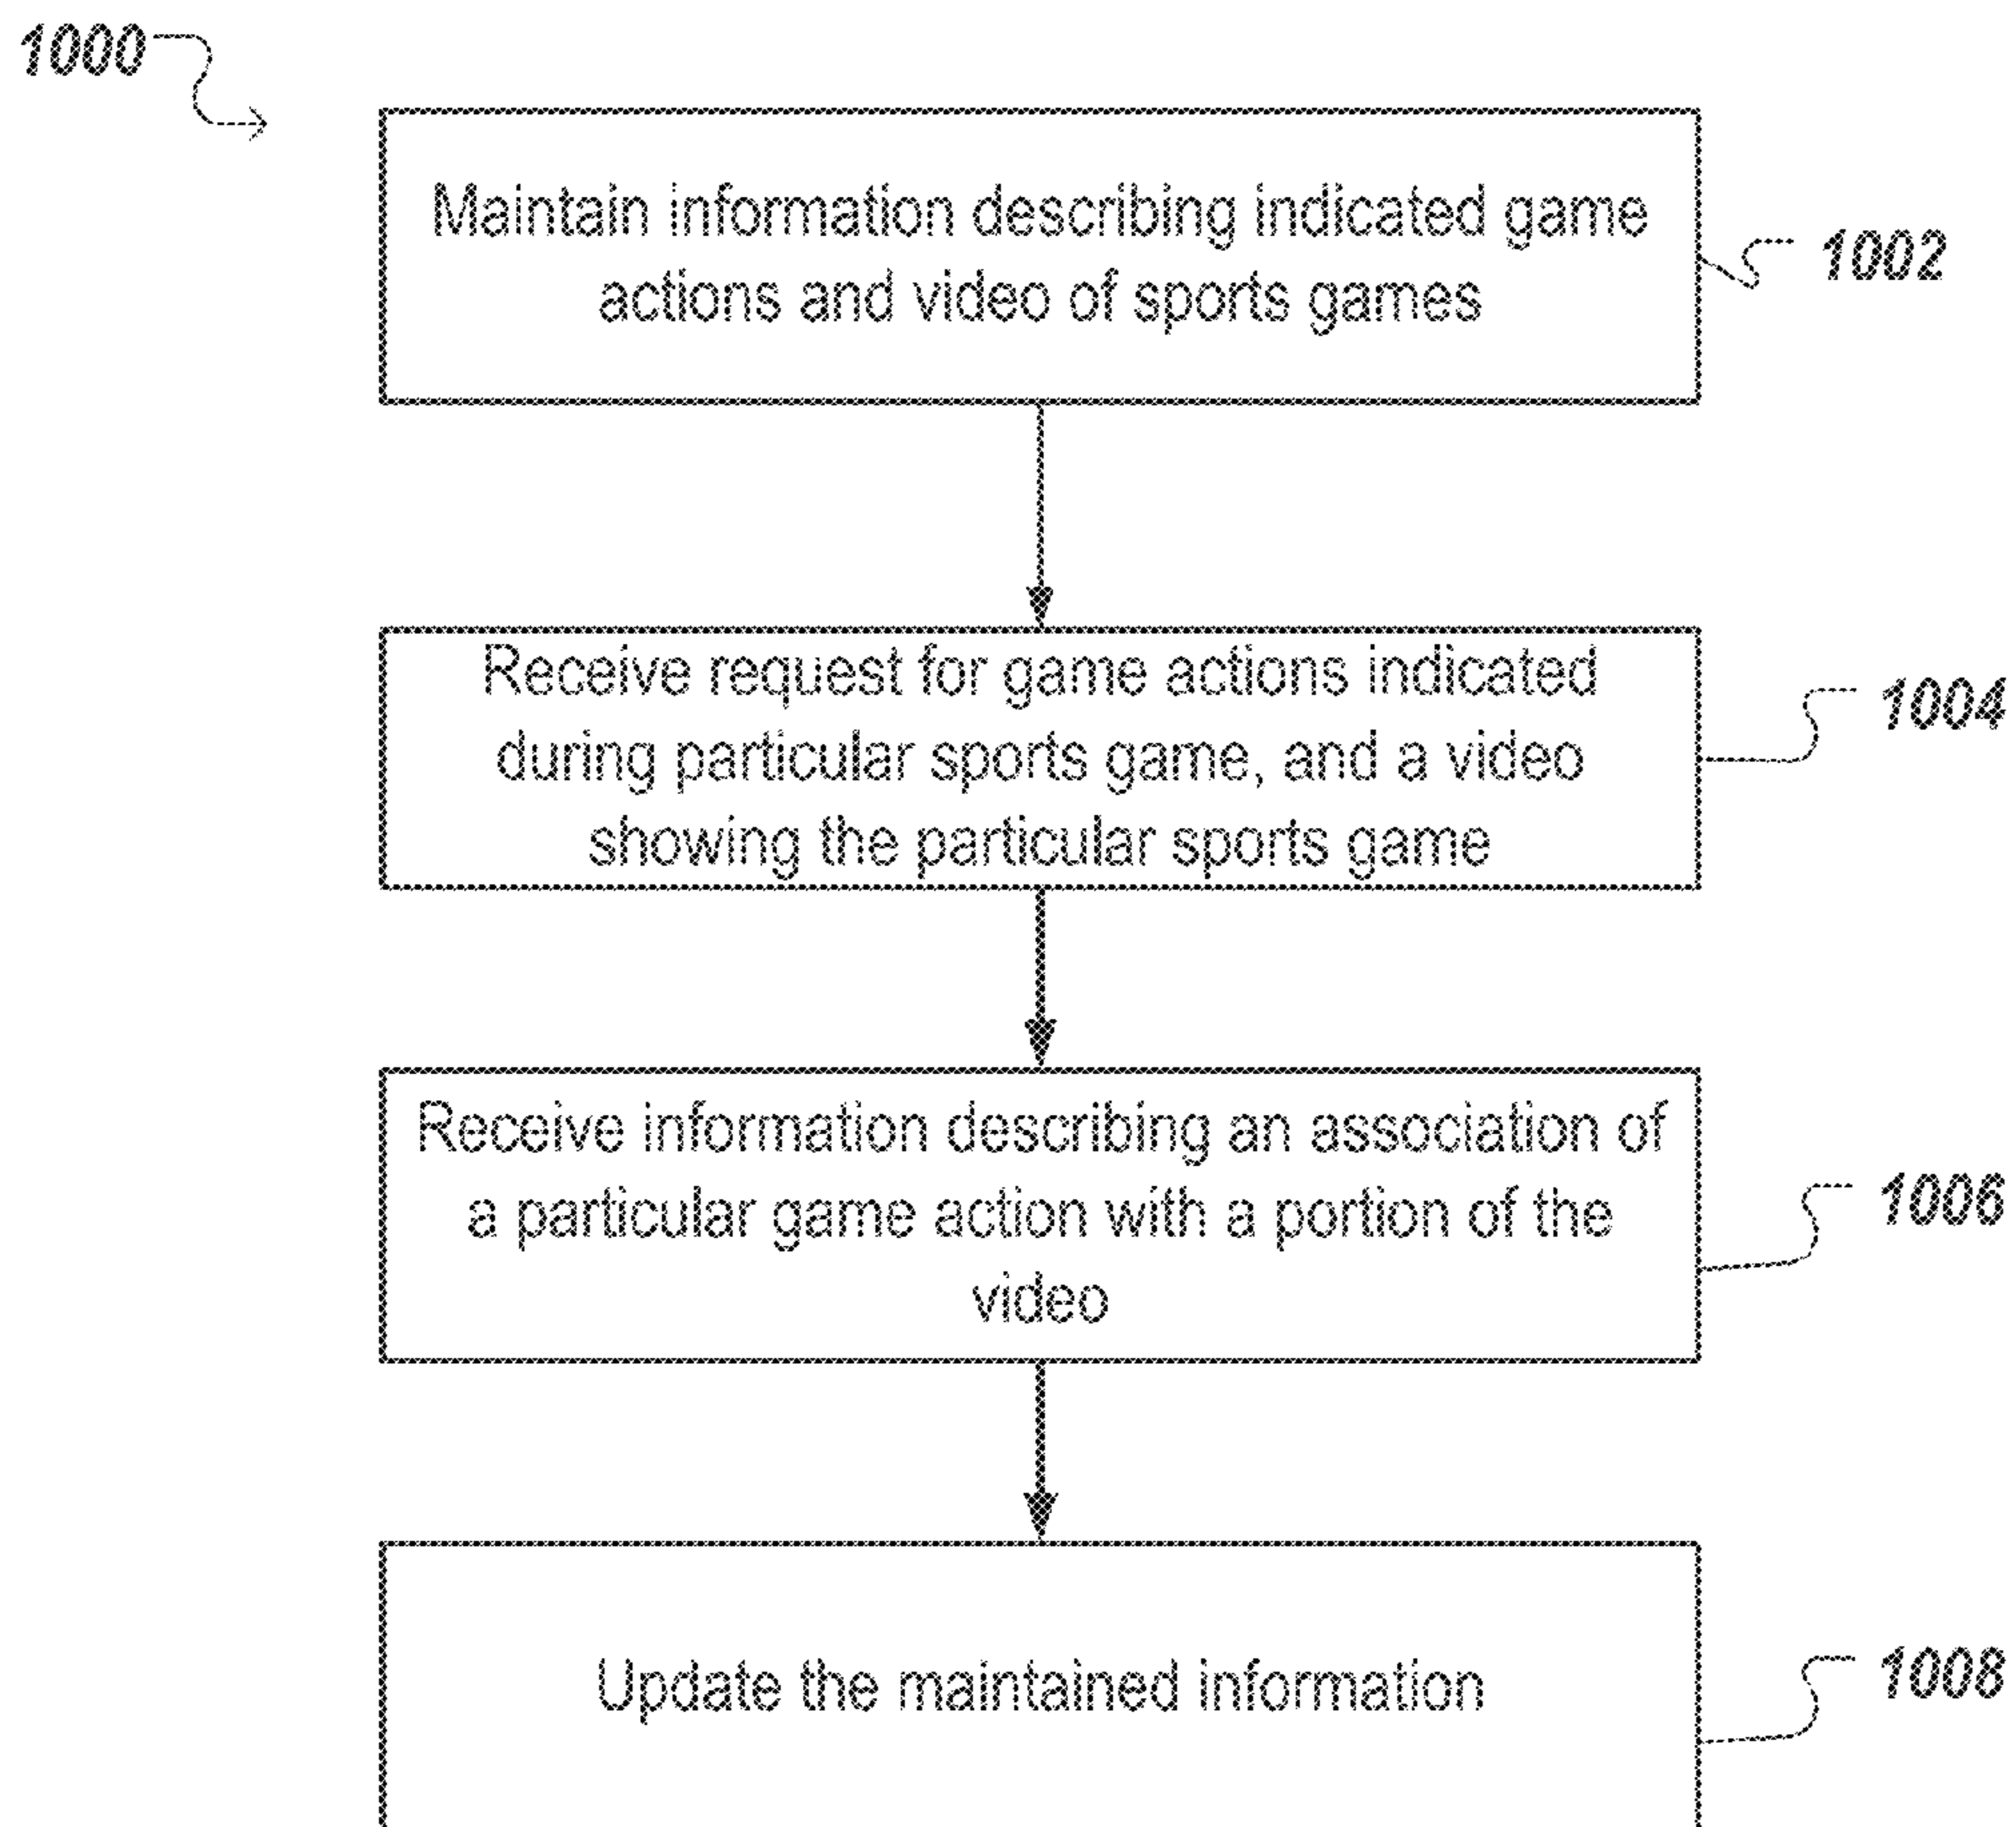 1000
Maintain information describing indicated game
actions and video of sports games
1002
Receive request for game actions indicated
during particular sports game, and a video
showing the particular sports game
1004
Receive information describing an association of
a particular game action with a portion of the
video
1006
Update the maintained information
1008